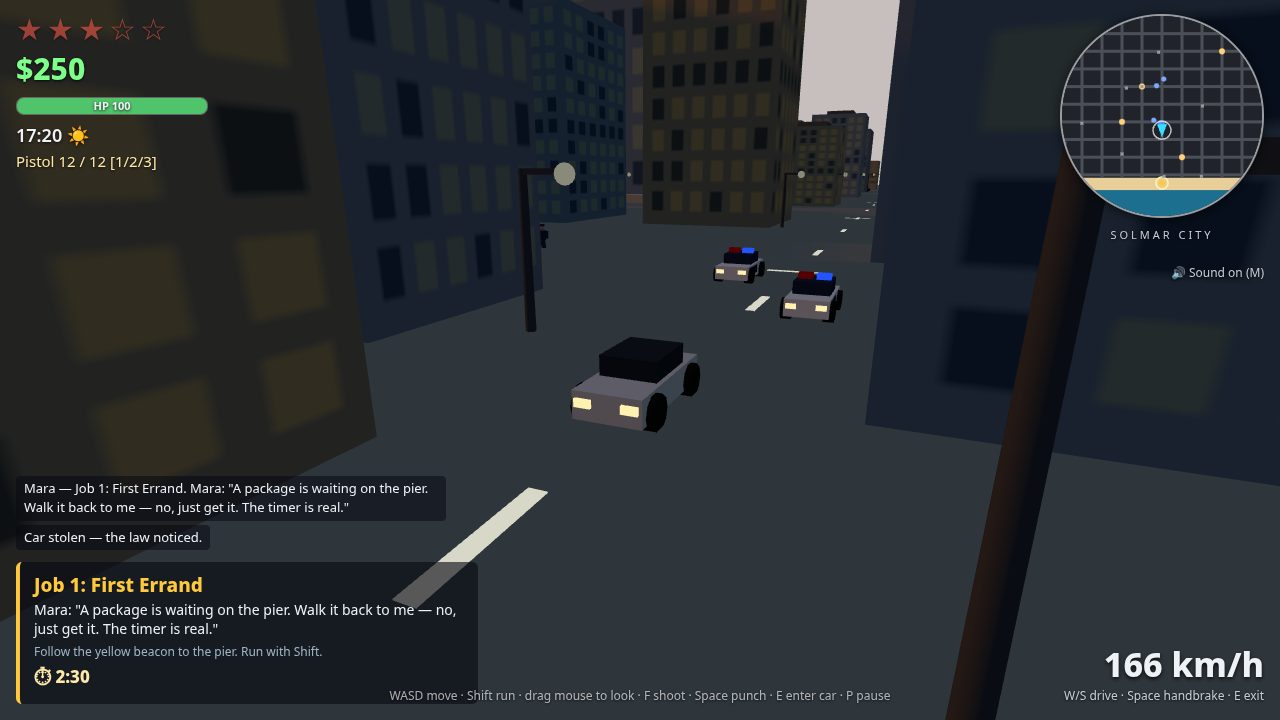 ★★★☆☆
$250
HP 100
17:20 ☀️
Pistol 12 / 12 [1/2/3]
SOLMAR CITY
🔊 Sound on (M)
Mara — Job 1: First Errand. Mara: "A package is waiting on the pier.
Walk it back to me — no, just get it. The timer is real."
Car stolen — the law noticed.
Job 1: First Errand
Mara: "A package is waiting on the pier. Walk it back to me — no,
just get it. The timer is real."
Follow the yellow beacon to the pier. Run with Shift.
⏱ 2:30
WASD move · Shift run · drag mouse to look · F shoot · Space punch · E enter car · P pause
166 km/h
W/S drive · Space handbrake · E exit